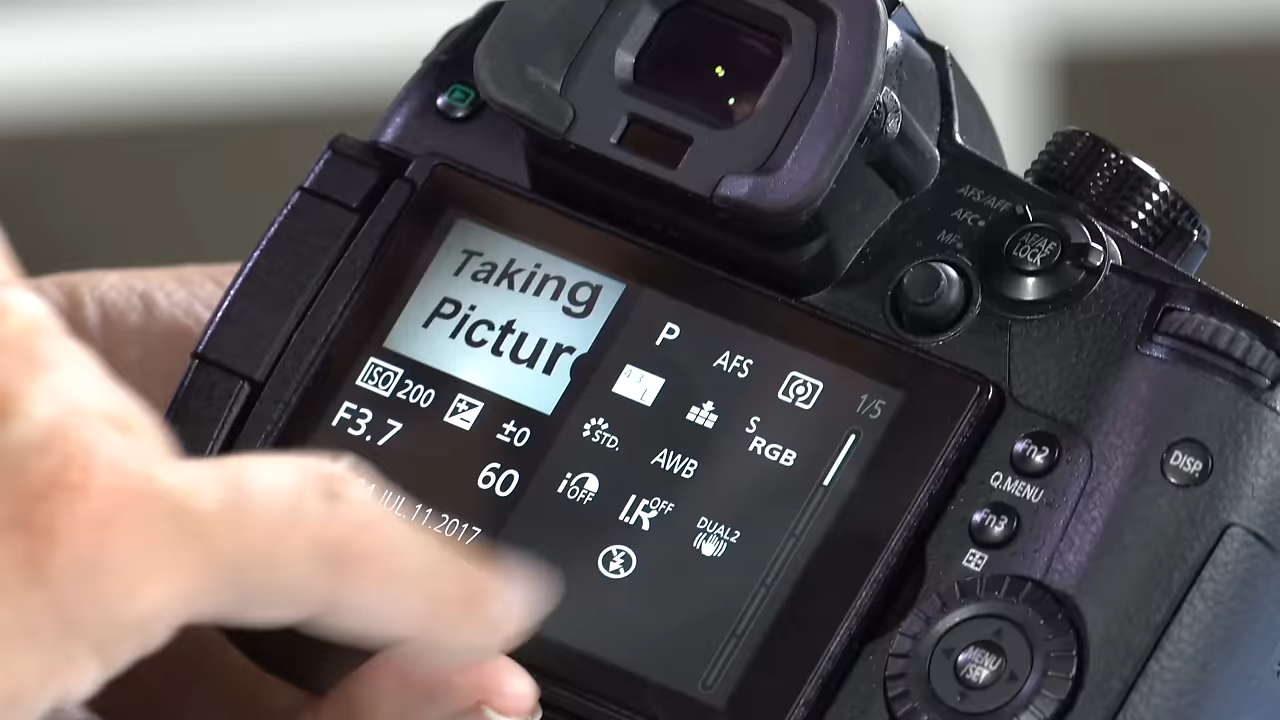 AFS/AFF
AFC
MF
AF/AE
LOCK
Taking
Pictur
P
AFS
1/5
ISO 200
±0
F3.7
60
STD.
AWB
S
RGB
i OFF
I.R OFF
DUAL2
JUL.11.2017
Fn2
Q.MENU
DISP.
Fn3
MENU
/SET